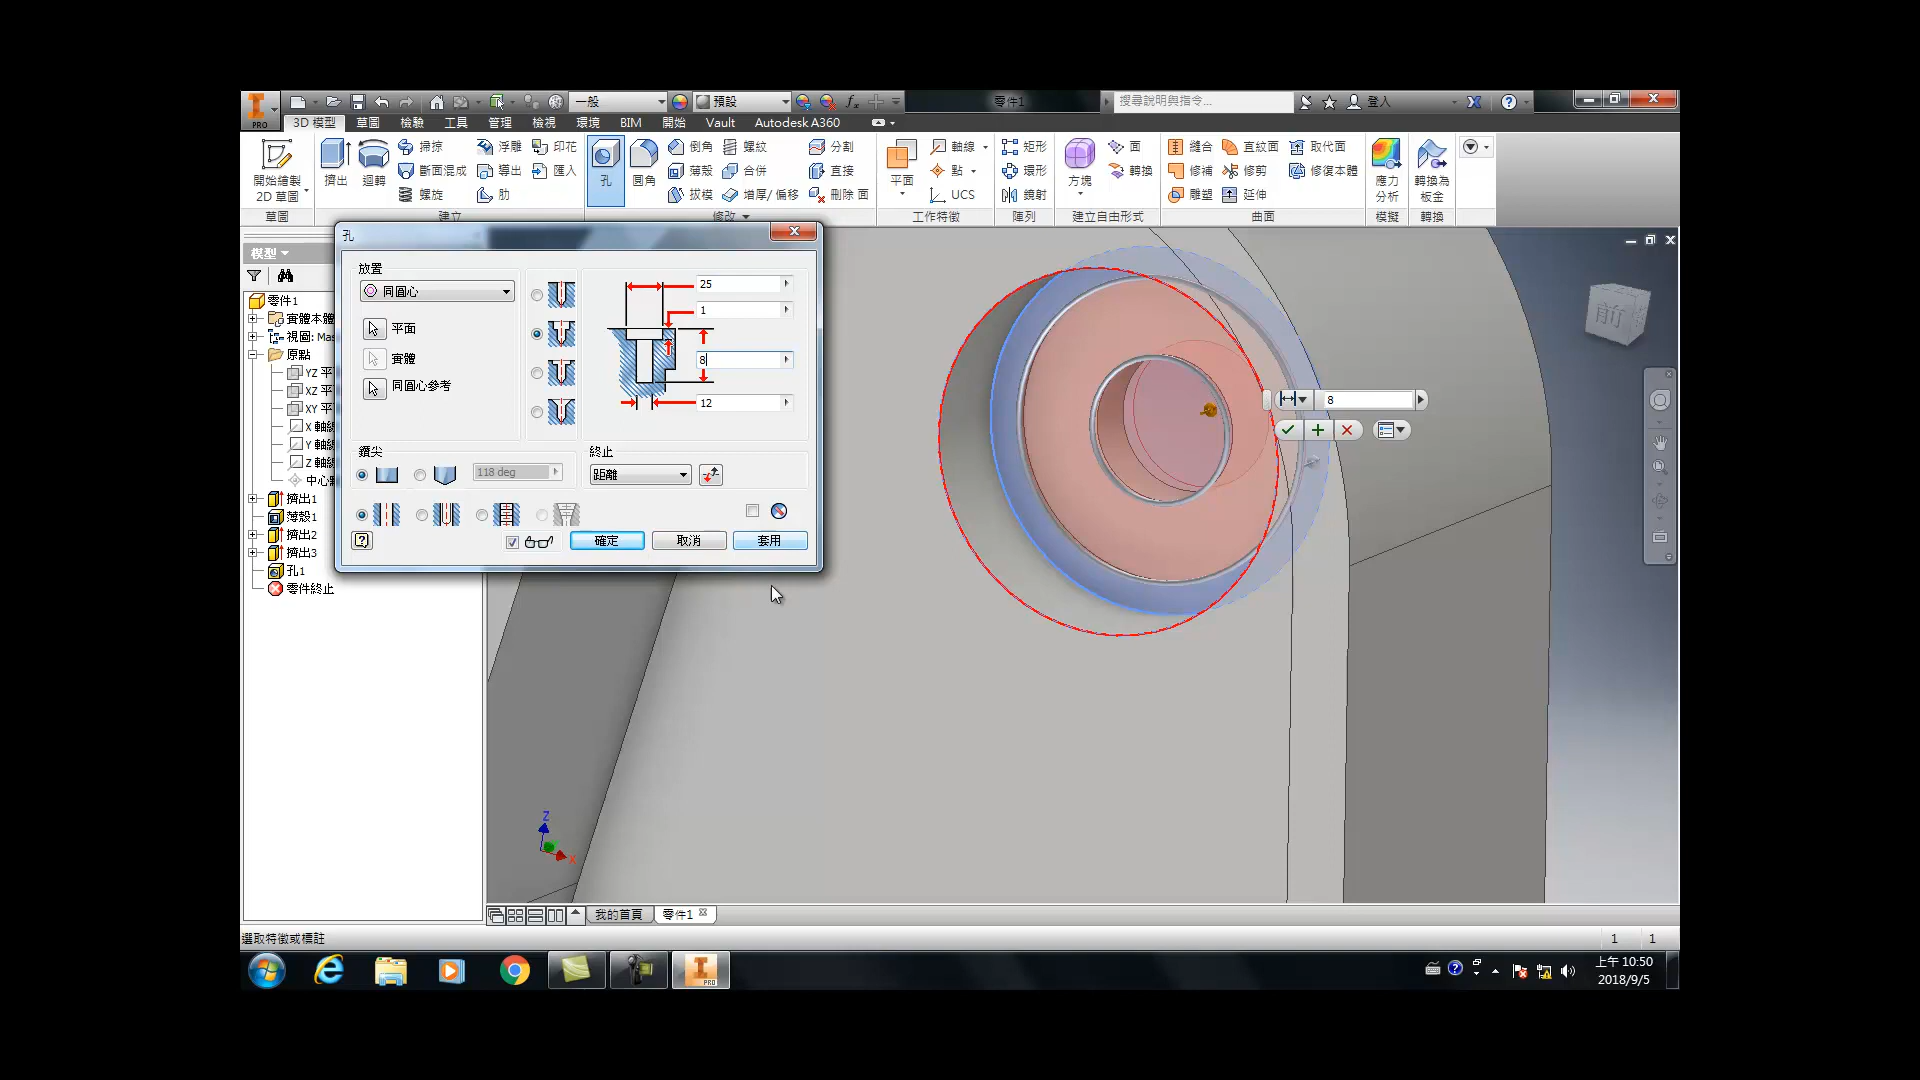 PRO
一般
預設
fx
零件1
搜尋說明與指令...
登入
3D 模型 草圖 檢驗 工具 管理 檢視 環境 BIM 開始 Vault Autodesk A360
開始繪製
2D 草圖
擠出
迴轉
掃掠
斷面混成
螺旋
浮雕
導出
肋
印花
匯入
孔
圓角
倒角
薄殼
拔模
螺紋
合併
增厚/ 偏移
分割
直接
刪除 面
平面
軸線
點
UCS
矩形
環形
鏡射
方塊
面
轉換
縫合
修補
雕塑
直紋面
修剪
延伸
取代面
修復本體
應力
分析
轉換為
板金
草圖 建立 修改 工作特徵 陣列 建立自由形式 曲面 模擬 轉換
模型
零件1
實體本體
視圖: Mas
原點
YZ 平
XZ 平
XY 平
X 軸線
Y 軸線
Z 軸線
中心點
擠出1
薄殼1
擠出2
擠出3
孔1
零件終止
孔
放置
同圓心
平面
實體
同圓心參考
25
1
8
12
鑽尖
118 deg
終止
距離
確定 取消 套用
8
前
Z
X
我的首頁 零件1
選取特徵或標註
1 1
PRO
上午 10:50
2018/9/5